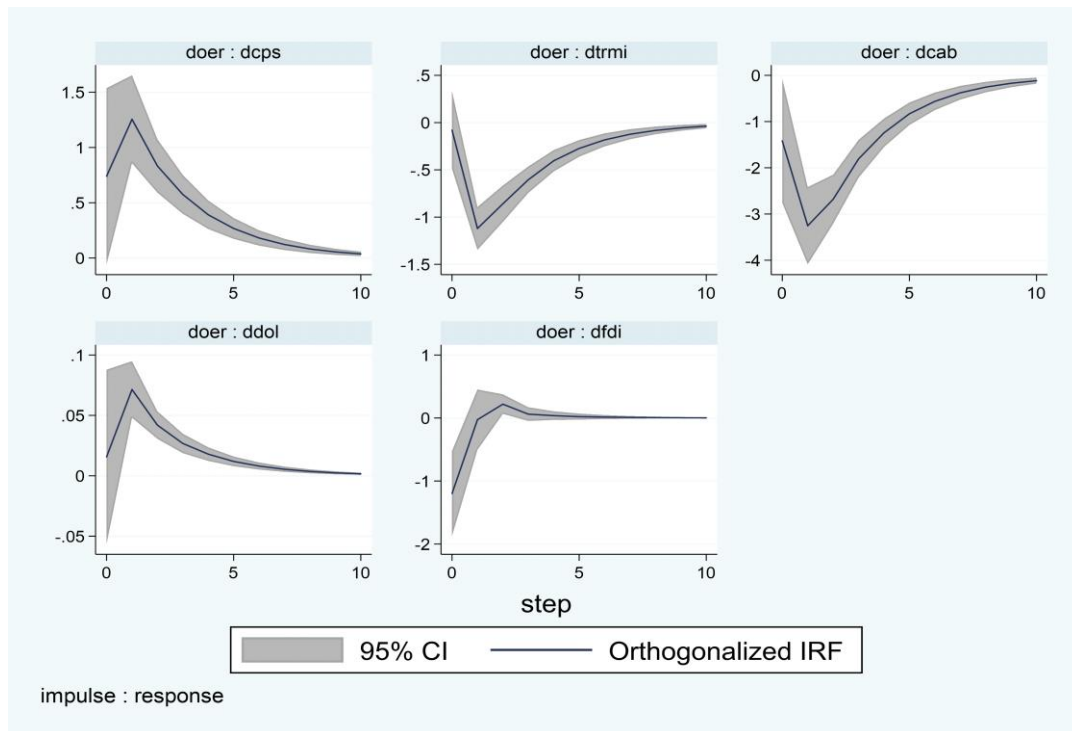 doer : dcps
1.5
1
.5
0
0 5 10
doer : dtrmi
.5
0
-.5
-1
-1.5
0 5 10
doer : dcab
0
-1
-2
-3
-4
0 5 10
doer : ddol
.1
.05
0
-.05
0 5 10
doer : dfdi
1
0
-1
-2
0 5 10
step
95% CI Orthogonalized IRF
impulse : response